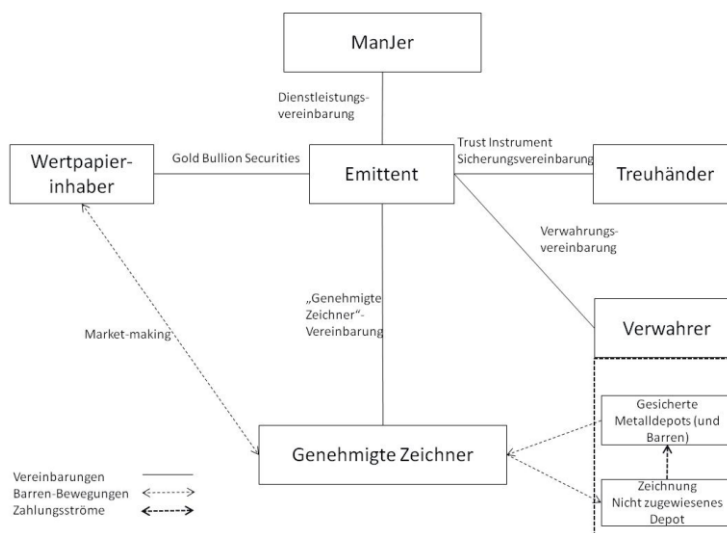 ManJer
Dienstleistungs-
vereinbarung
Wertpapier-
inhaber
Gold Bullion Securities
Emittent
Trust Instrument
Sicherungsvereinbarung
Treuhänder
Verwahrungs-
vereinbarung
„Genehmigte
Zeichner“-
Vereinbarung
Market-making
Verwahrer
Gesicherte
Metalldepots (und
Barren)
Genehmigte Zeichner
Zeichnung
Nicht zugewiesenes
Depot
Vereinbarungen
Barren-Bewegungen
Zahlungsströme